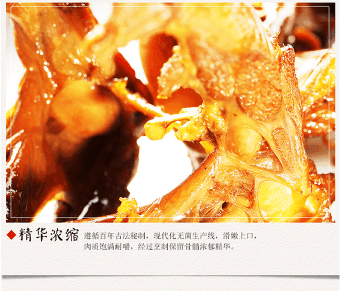 精华浓缩
遵循百年古法秘制，现代化无菌生产线，滑嫩上口，
肉质饱满耐嚼，经过烹制保留骨髓浓郁精华。